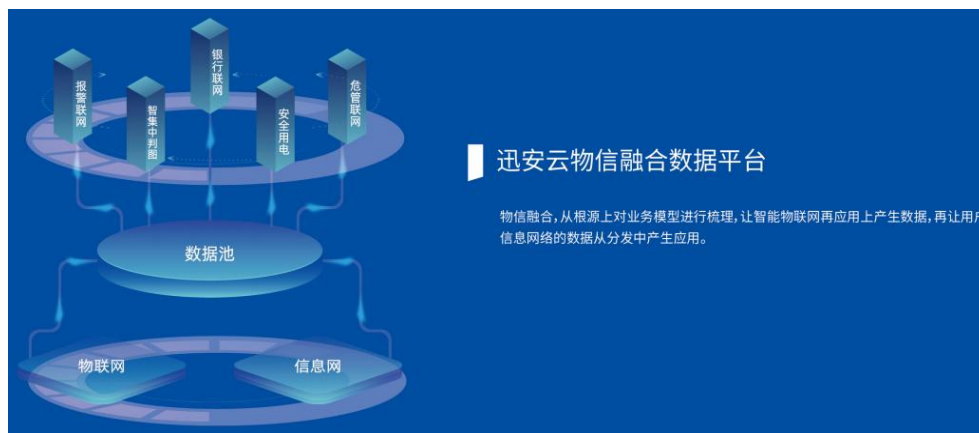 银行联网
报警联网
危管联网
智集中判图
安全用电
迅安云物信融合数据平台
物信融合,从根源上对业务模型进行梳理,让智能物联网再应用上产生数据,再让用户
信息网络的数据从分发中产生应用。
数据池
物联网
信息网